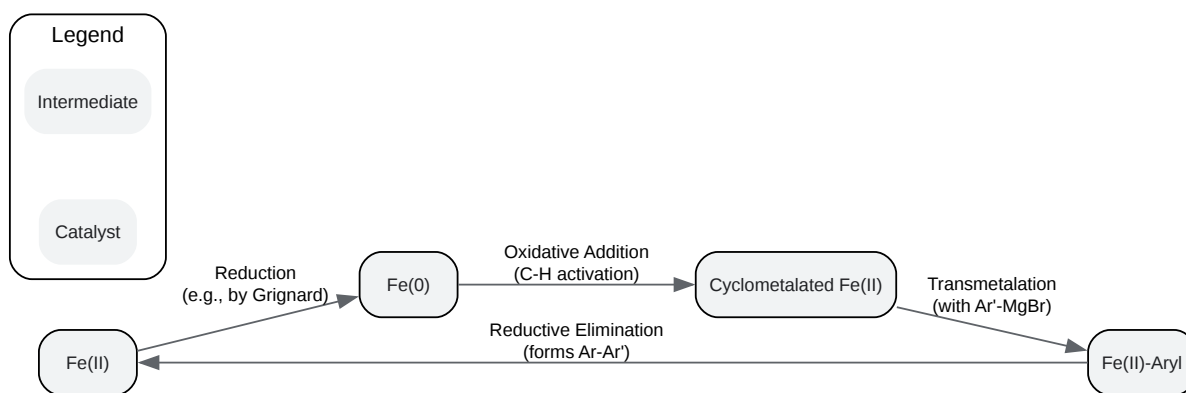 Legend
Intermediate
Catalyst
Reduction
(e.g., by Grignard)
Fe(0)
Oxidative Addition
(C-H activation)
Cyclometalated Fe(II)
Transmetalation
(with Ar'-MgBr)
Reductive Elimination
(forms Ar-Ar')
Fe(II)
Fe(II)-Aryl